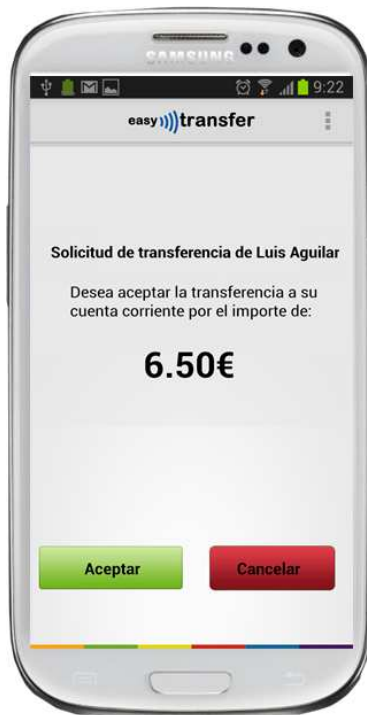 SAMSUNG
9:22
easy transfer
Solicitud de transferencia de Luis Aguilar
Desea aceptar la transferencia a su
cuenta corriente por el importe de:
6.50€
Aceptar
Cancelar